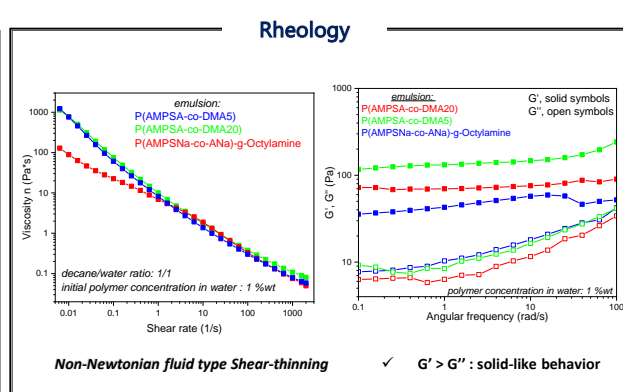 Rheology
emulsion:
P(AMPSA-co-DMA5)
P(AMPSA-co-DMA20)
P(AMPSNa-co-ANa)-g-Octylamine
1000
100
10
1
0.1
Viscosity η (Pa*s)
decane/water ratio: 1/1
initial polymer concentration in water : 1 %wt
0.01 0.1 1 10 100 1000
Shear rate (1/s)
emulsion:
P(AMPSA-co-DMA20)
P(AMPSA-co-DMA5)
P(AMPSNa-co-ANa)-g-Octylamine
G', solid symbols
G'', open symbols
1000
100
10
G', G'' (Pa)
polymer concentration in water: 1 %wt
0.1 1 10 100
Angular frequency (rad/s)
Non-Newtonian fluid type Shear-thinning
✓ G' > G'' : solid-like behavior